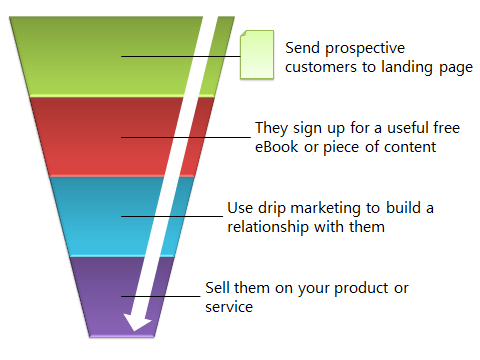 Send prospective
customers to landing page
They sign up for a useful free
eBook or piece of content
Use drip marketing to build a
relationship with them
Sell them on your product or
service